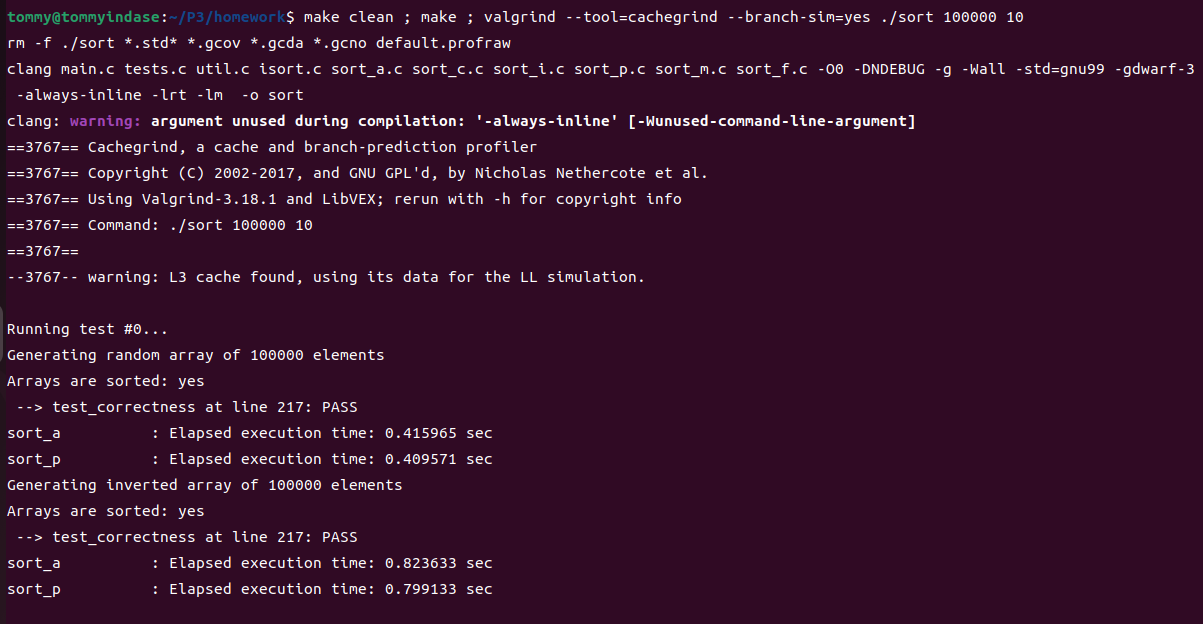 tommy@tommyindase:~/P3/homework$ make clean ; make ; valgrind --tool=cachegrind --branch-sim=yes ./sort 100000 10
rm -f ./sort *.std* *.gcov *.gcda *.gcno default.profraw
clang main.c tests.c util.c isort.c sort_a.c sort_c.c sort_i.c sort_p.c sort_m.c sort_f.c -O0 -DNDEBUG -g -Wall -std=gnu99 -gdwarf-3
 -always-inline -lrt -lm  -o sort
clang: warning: argument unused during compilation: '-always-inline' [-Wunused-command-line-argument]
==3767== Cachegrind, a cache and branch-prediction profiler
==3767== Copyright (C) 2002-2017, and GNU GPL'd, by Nicholas Nethercote et al.
==3767== Using Valgrind-3.18.1 and LibVEX; rerun with -h for copyright info
==3767== Command: ./sort 100000 10
==3767==
--3767-- warning: L3 cache found, using its data for the LL simulation.

Running test #0...
Generating random array of 100000 elements
Arrays are sorted: yes
 --> test_correctness at line 217: PASS
sort_a          : Elapsed execution time: 0.415965 sec
sort_p          : Elapsed execution time: 0.409571 sec
Generating inverted array of 100000 elements
Arrays are sorted: yes
 --> test_correctness at line 217: PASS
sort_a          : Elapsed execution time: 0.823633 sec
sort_p          : Elapsed execution time: 0.799133 sec